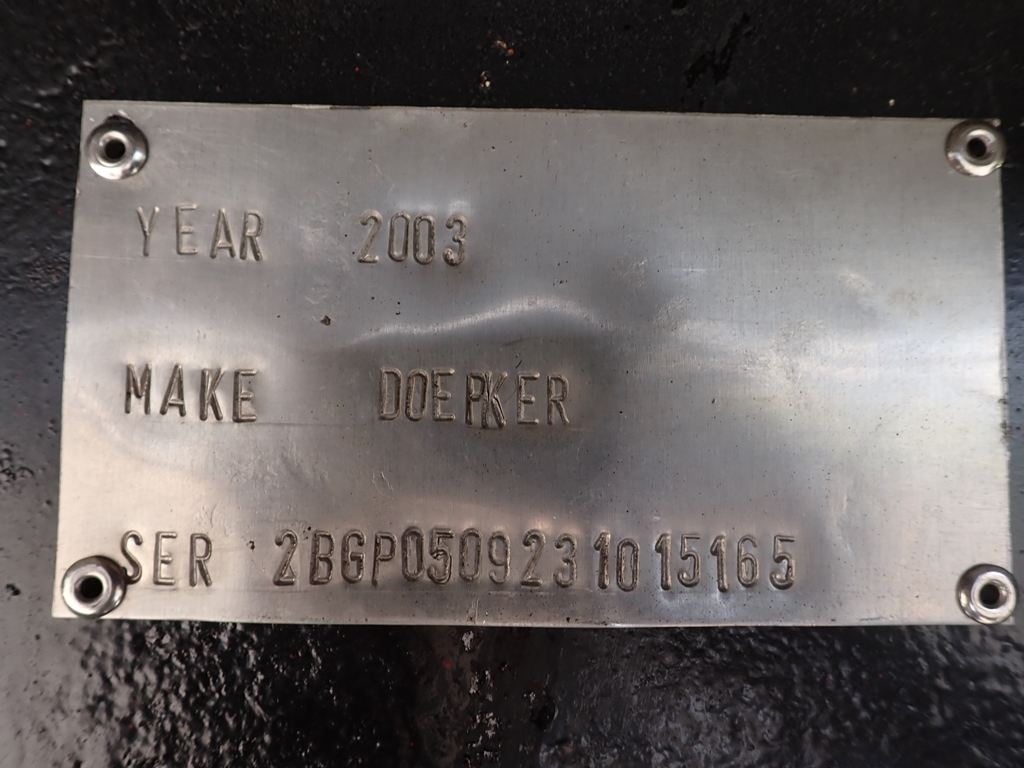 YEAR 2003
MAKE DOEPKER
SER 2BGP0509231015165